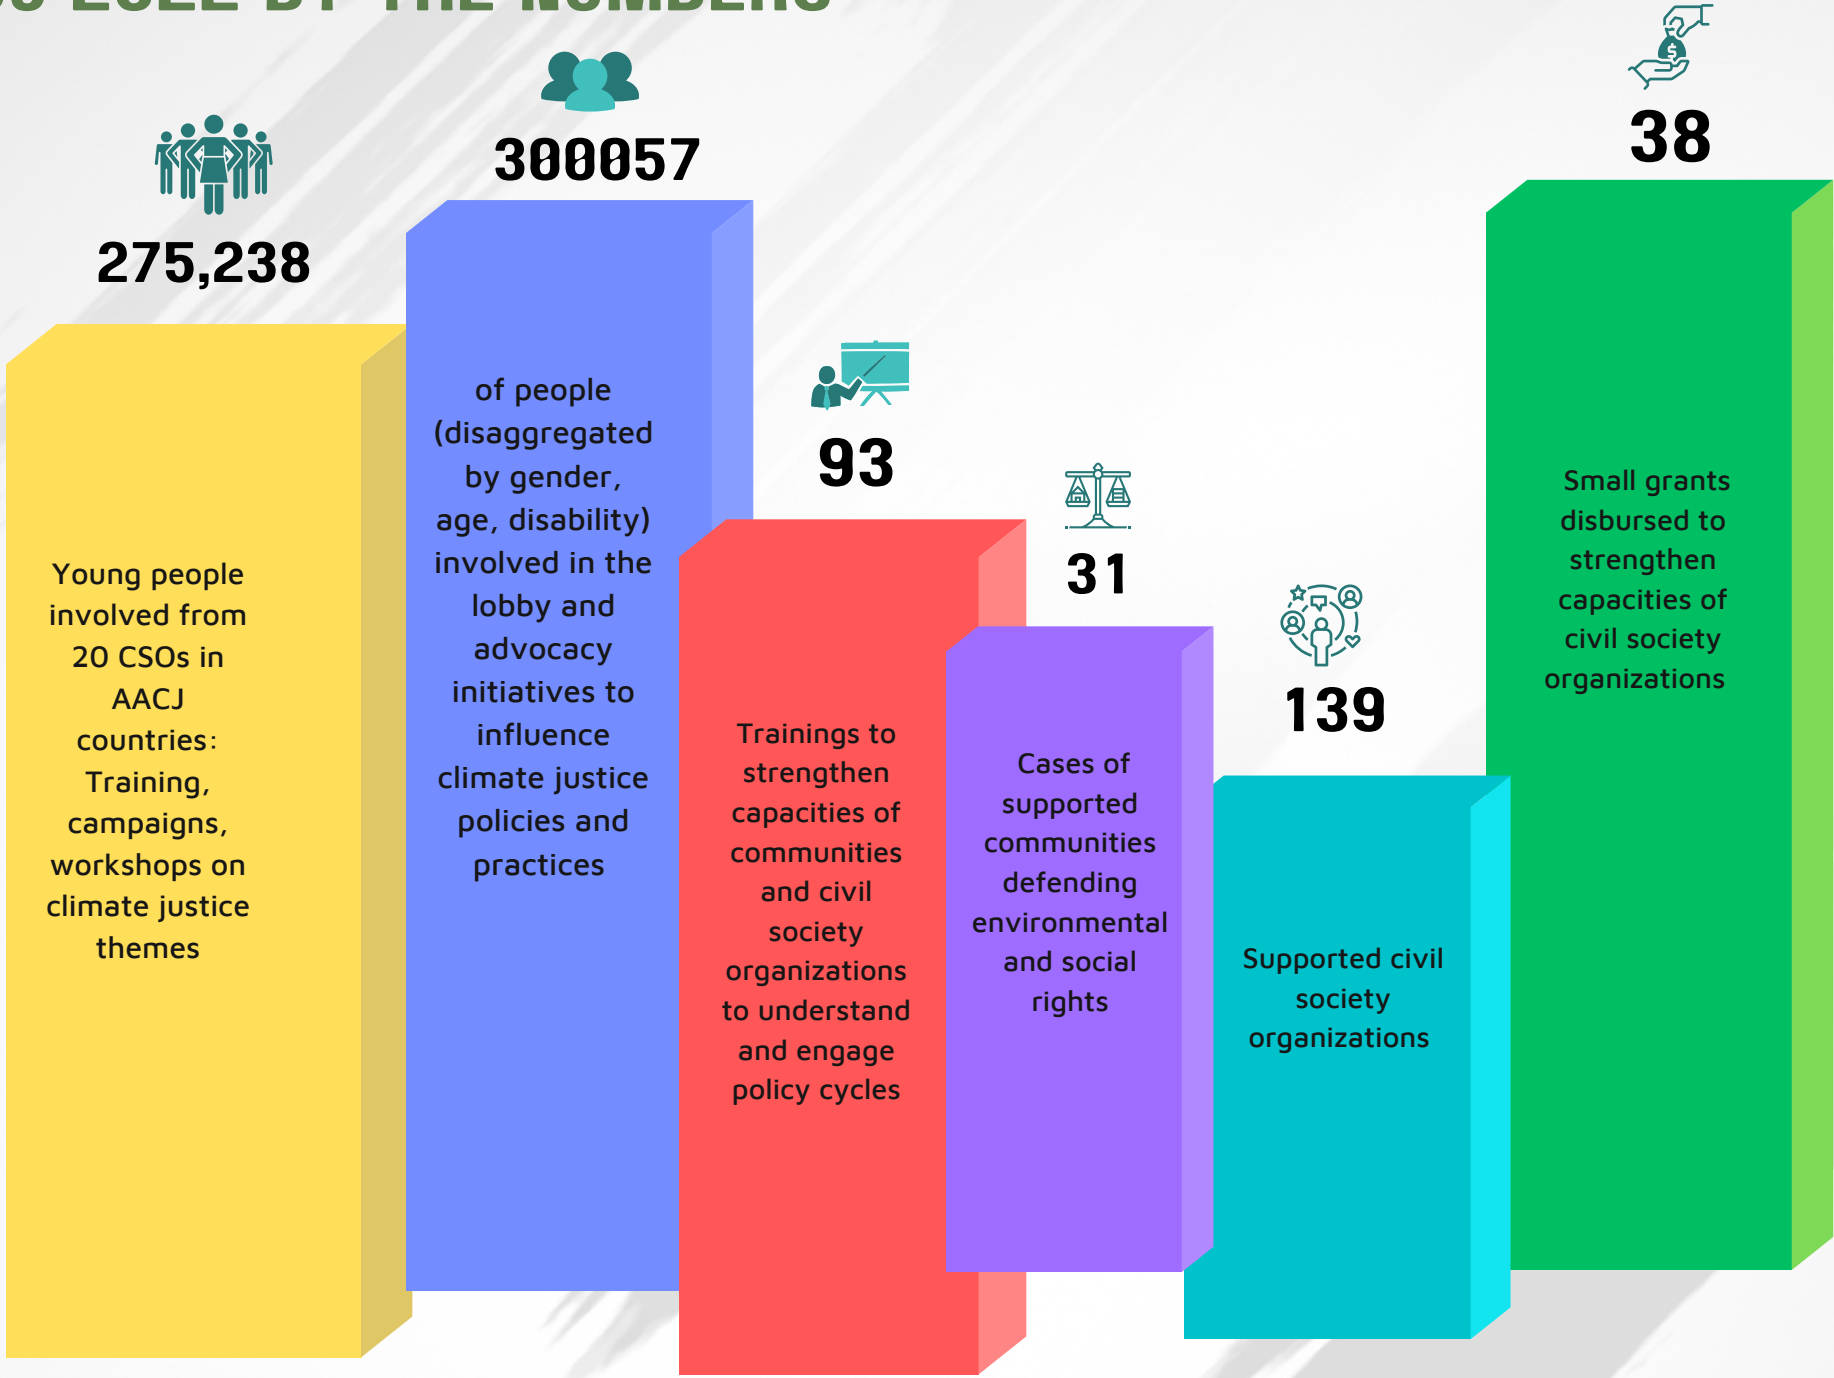 2022 BY THE NUMBERS
275,238
Young people
involved from
20 CSOs in
AACJ
countries:
Training,
campaigns,
workshops on
climate justice
themes
300057
of people
(disaggregated
by gender,
age, disability)
involved in the
lobby and
advocacy
initiatives to
influence
climate justice
policies and
practices
93
Trainings to
strengthen
capacities of
communities
and civil
society
organizations
to understand
and engage
policy cycles
31
Cases of
supported
communities
defending
environmental
and social
rights
139
Supported civil
society
organizations
38
$
Small grants
disbursed to
strengthen
capacities of
civil society
organizations